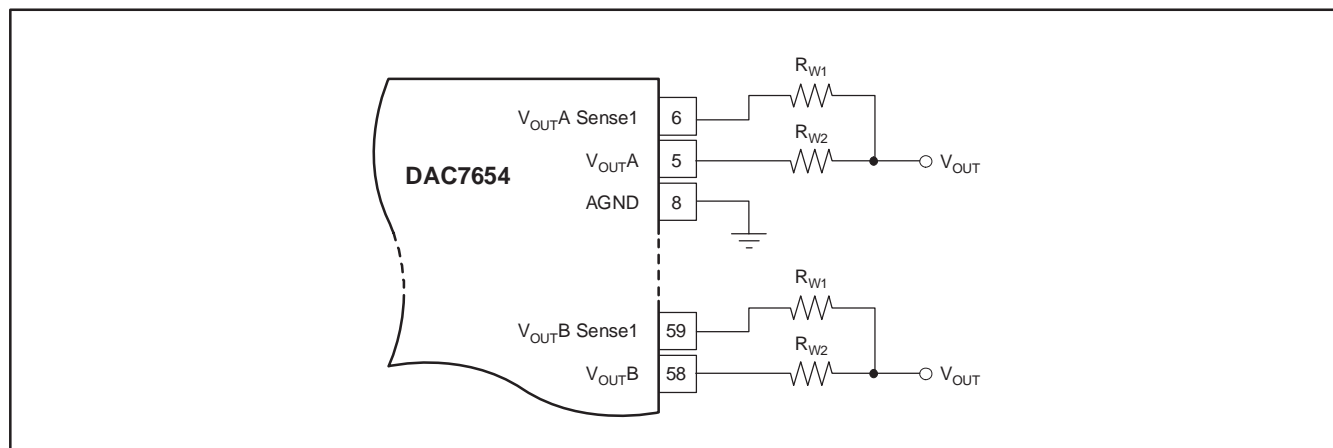 R_W1
V_OUTA Sense1 6
R_W2
V_OUTA 5 V_OUT
DAC7654
AGND 8
R_W1
V_OUTB Sense1 59
R_W2
V_OUTB 58 V_OUT